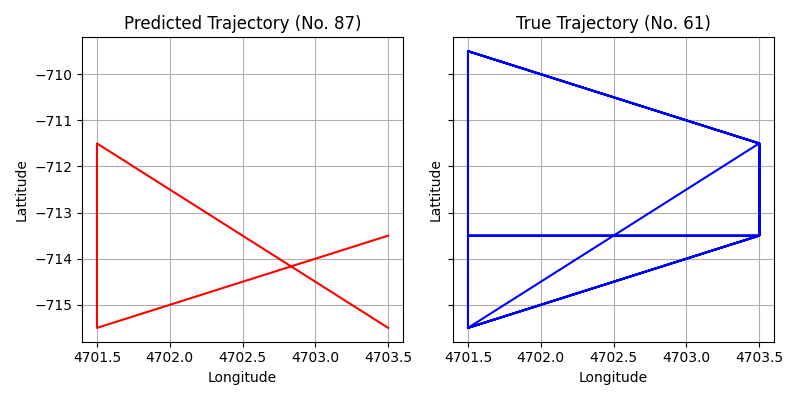 Predicted Trajectory (No. 87)
True Trajectory (No. 61)
Lattitude
−710
−711
−712
−713
−714
−715
4701.5
4702.0
4702.5
4703.0
4703.5
Longitude
Lattitude
4701.5
4702.0
4702.5
4703.0
4703.5
Longitude